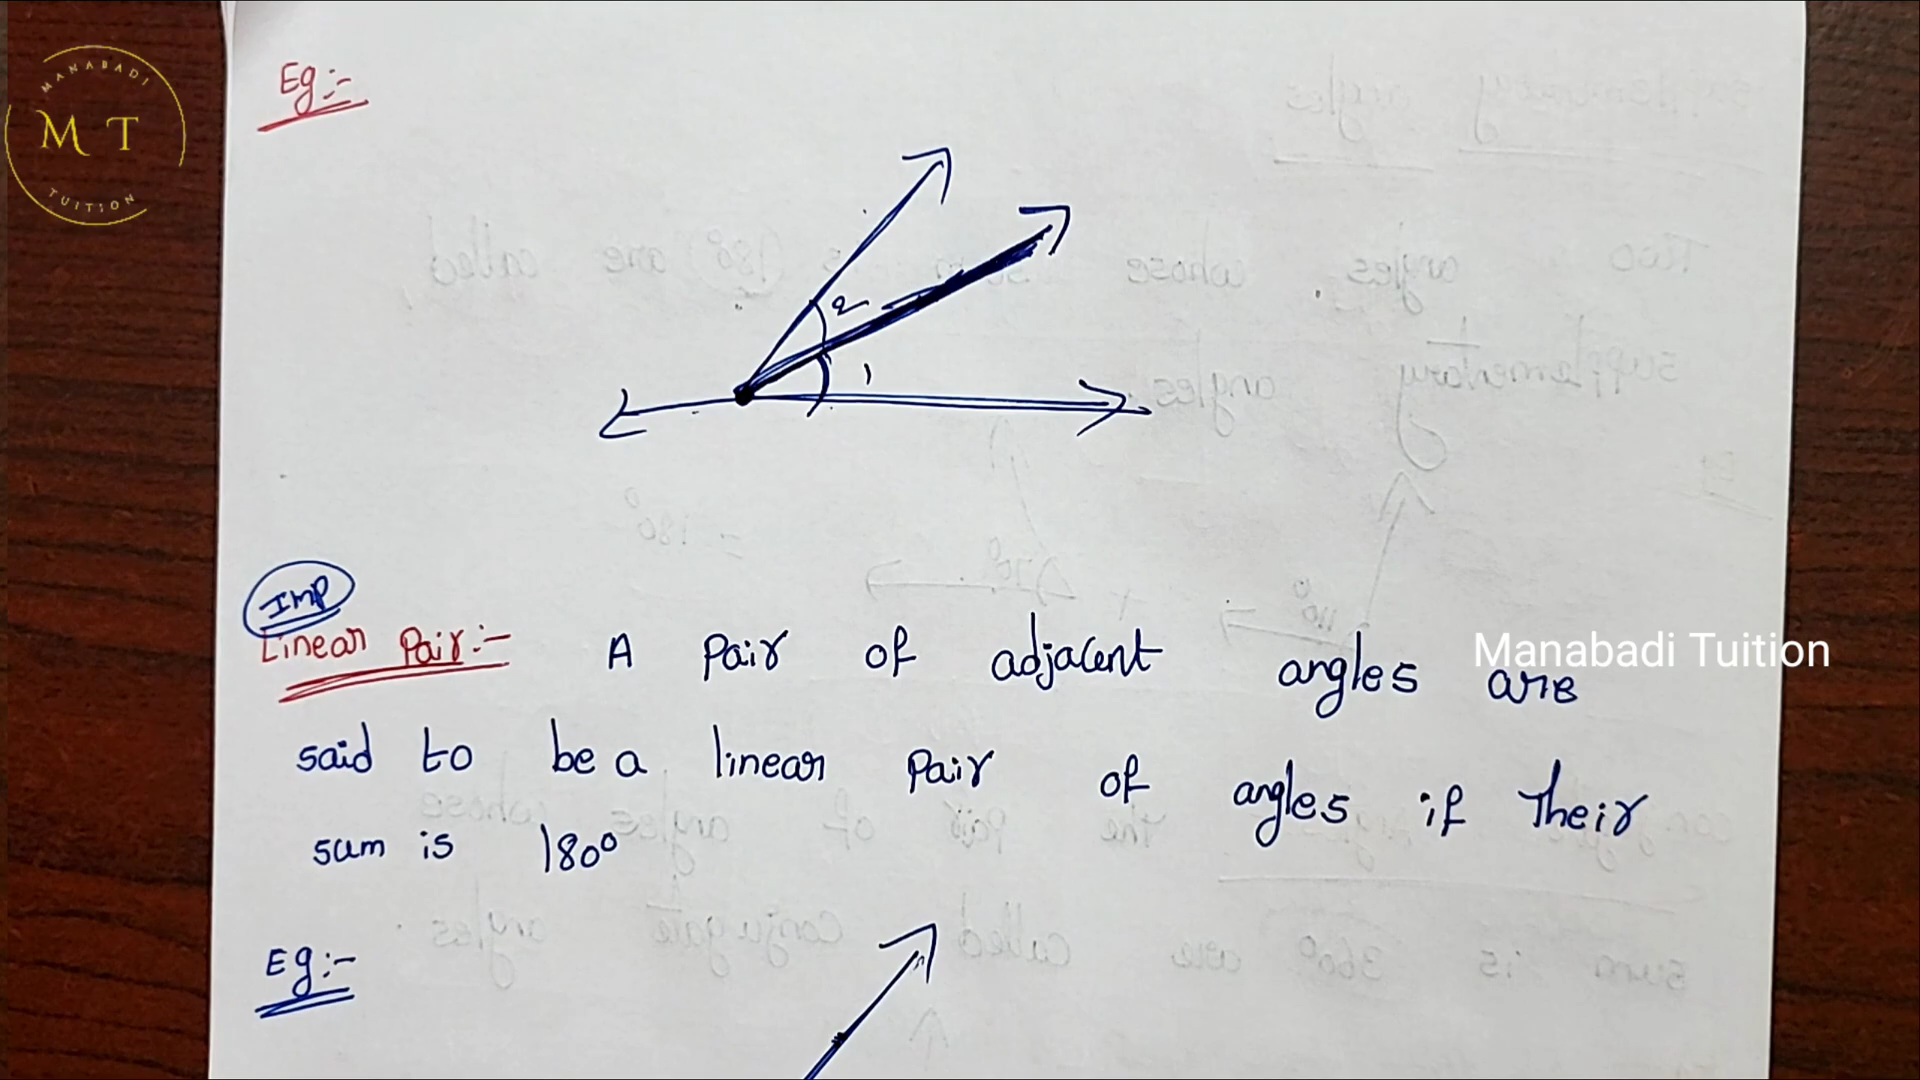 MANABADI
M T
TUITION
Eg:-
2
1
Imp
Linear Pair:- A Pair of adjacent angles are
Manabadi Tuition
said to be a linear Pair of angles if Their
sum is 180°
Eg:-